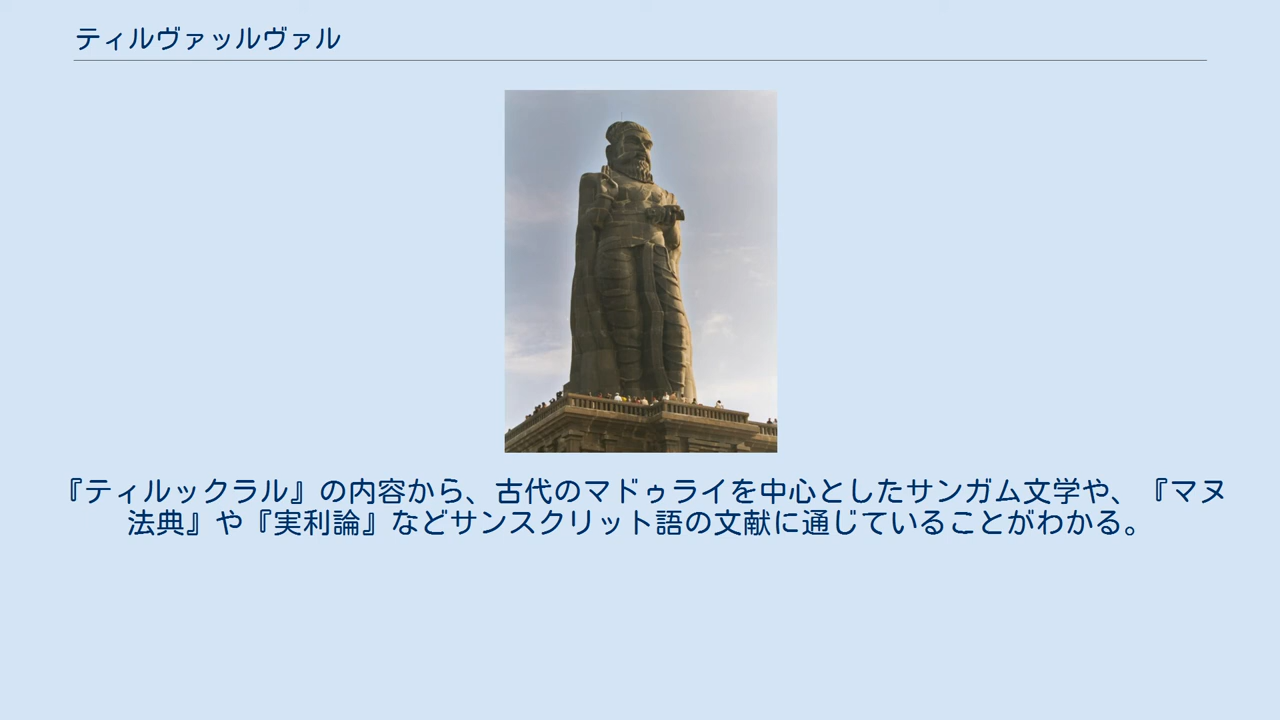 ティルヴァッルヴァル
『ティルックラル』の内容から、古代のマドゥライを中心としたサンガム文学や、『マヌ
法典』や『実利論』などサンスクリット語の文献に通じていることがわかる。